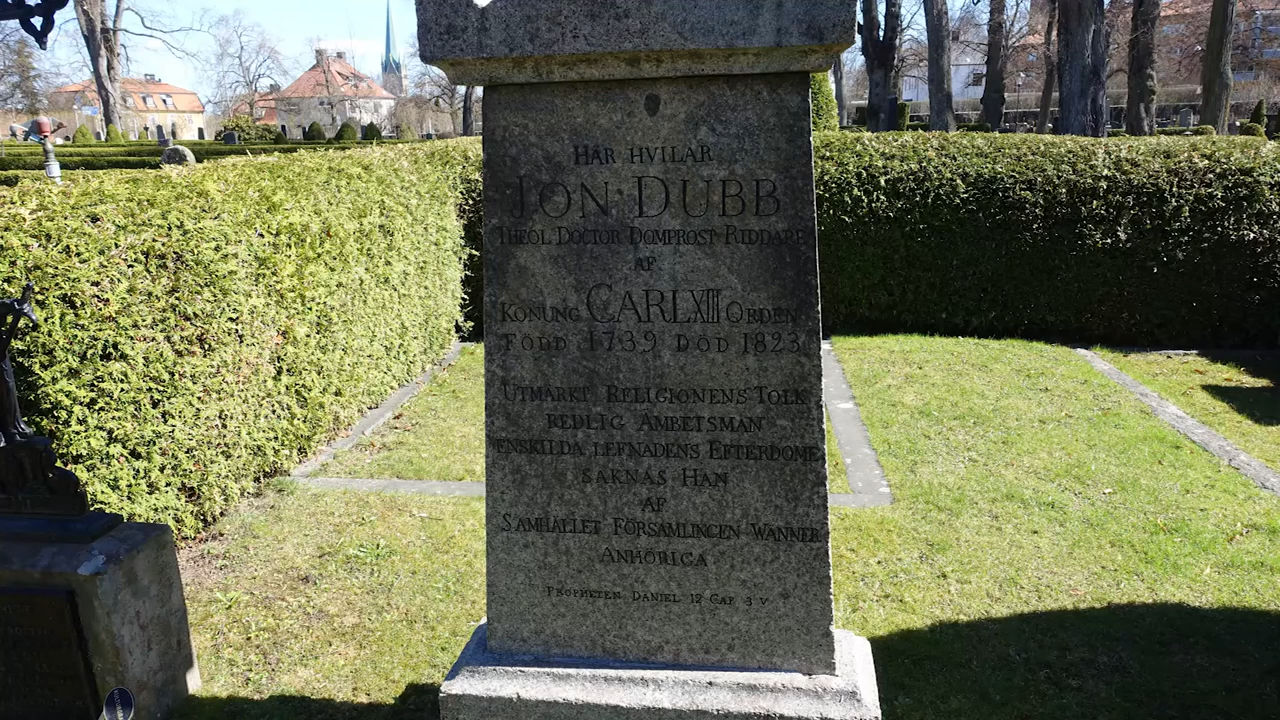 HÄR HVILAR
JON DUBB
THEOL DOCTOR DOMPROST RIDDARE
AF
KONUNG CARL XIII ORDEN
FÖDD 1739 DÖD 1823
UTMÄRKT RELIGIONENS TOLK
REDLIG ÄMBETSMAN
ENSKILDA LEFNADENS EFTERDÖME
SAKNAS HAN
AF
SAMHÄLLET FÖRSAMLINGEN WÄNNER
ANHÖRIGA
PROPHETEN DANIEL 12 CAP 3 V